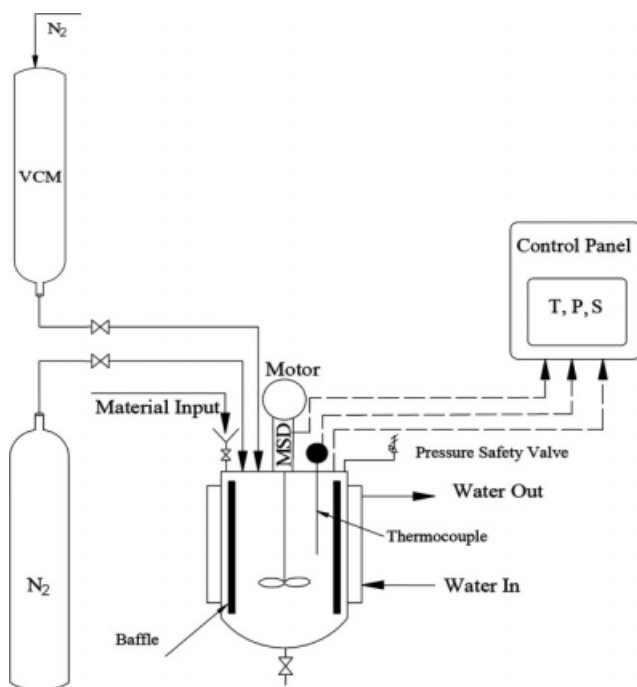 N₂
VCM
Control Panel
T, P, S
Motor
Material Input
MSD
Pressure Safety Valve
Water Out
Thermocouple
N₂
Water In
Baffle